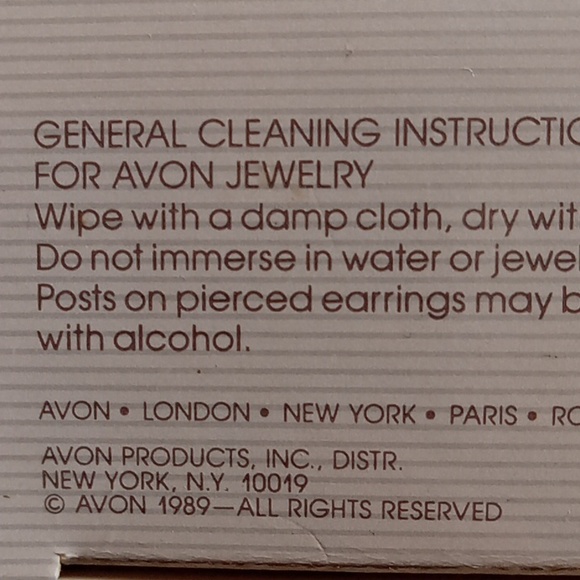 GENERAL CLEANING INSTRUCTIO
FOR AVON JEWELRY
Wipe with a damp cloth, dry wit
Do not immerse in water or jewel
Posts on pierced earrings may b
with alcohol.
AVON • LONDON • NEW YORK • PARIS • RO
AVON PRODUCTS, INC., DISTR.
NEW YORK, N.Y. 10019
© AVON 1989—ALL RIGHTS RESERVED